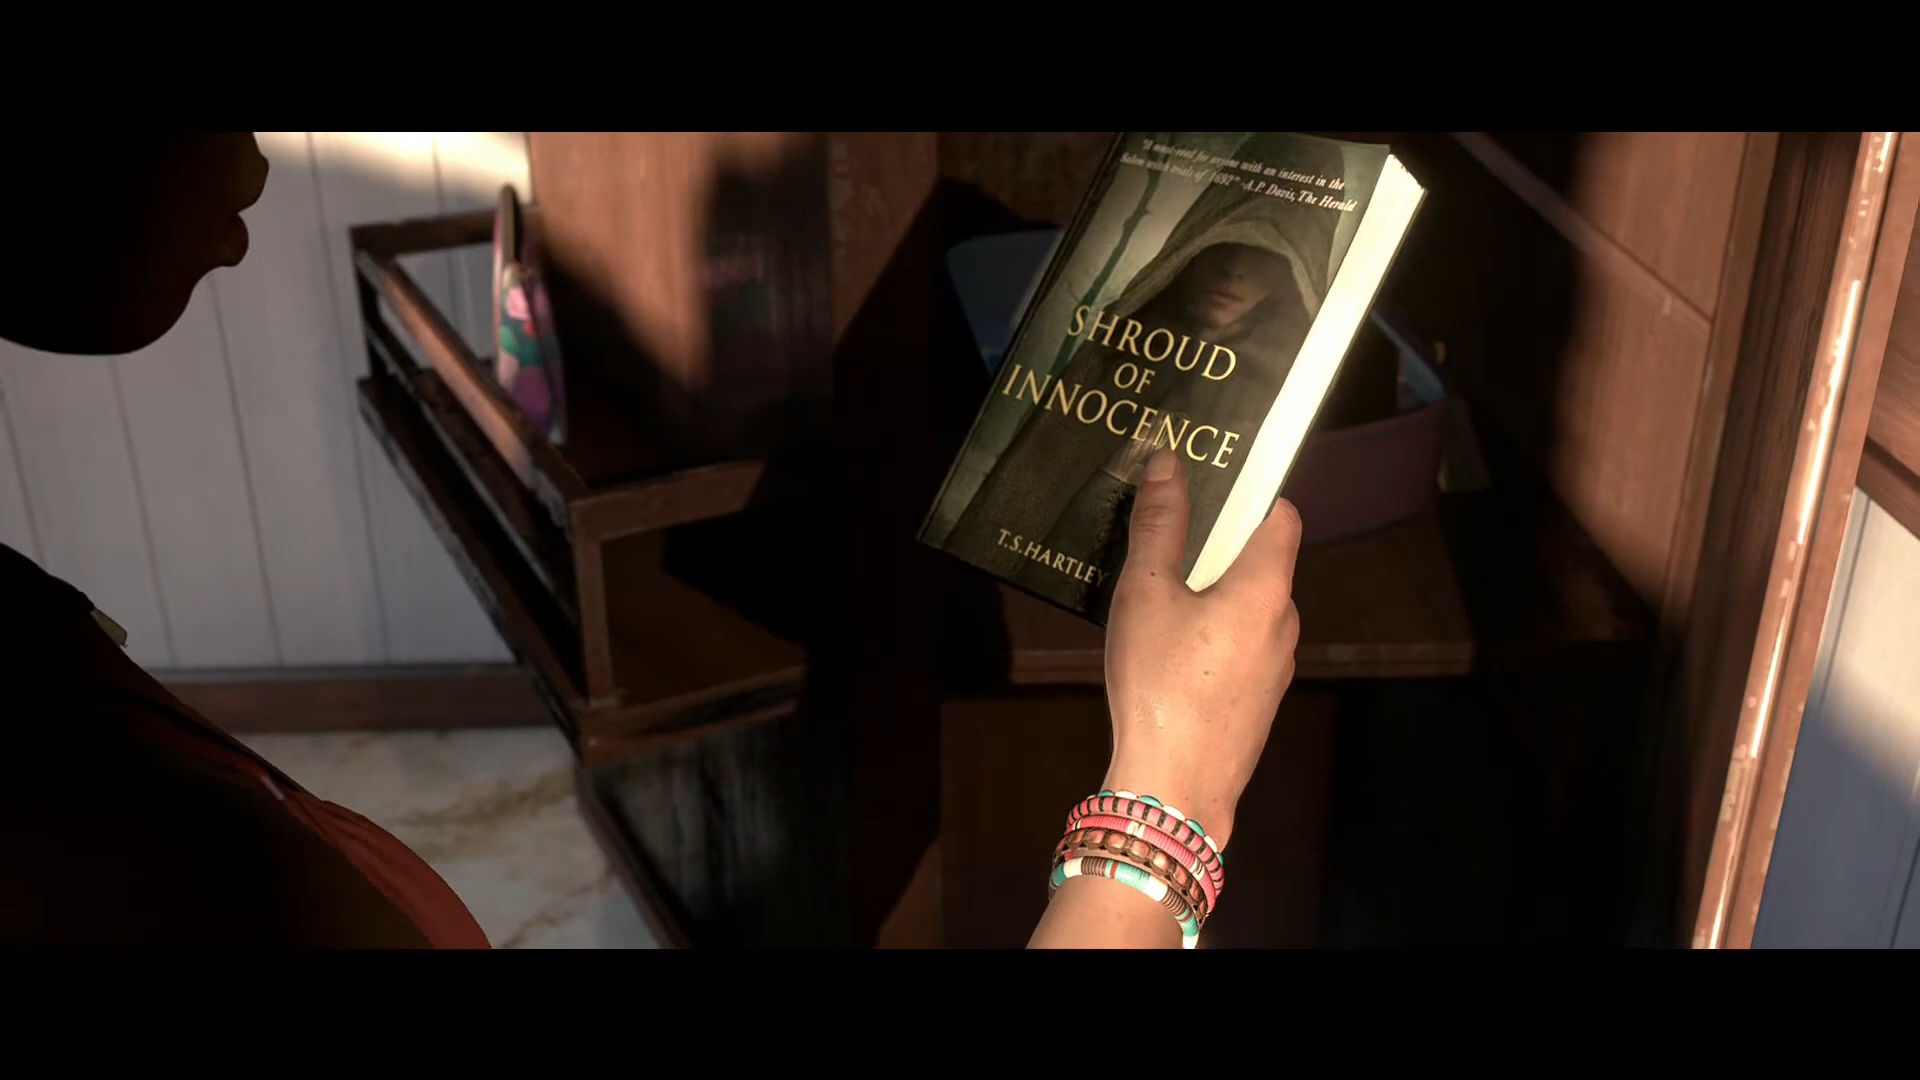 "A must-read for anyone with an interest in the
Salem witch trials of 1692" -A.P. Davis, The Herald
SHROUD
OF
INNOCENCE
T.S.HARTLEY